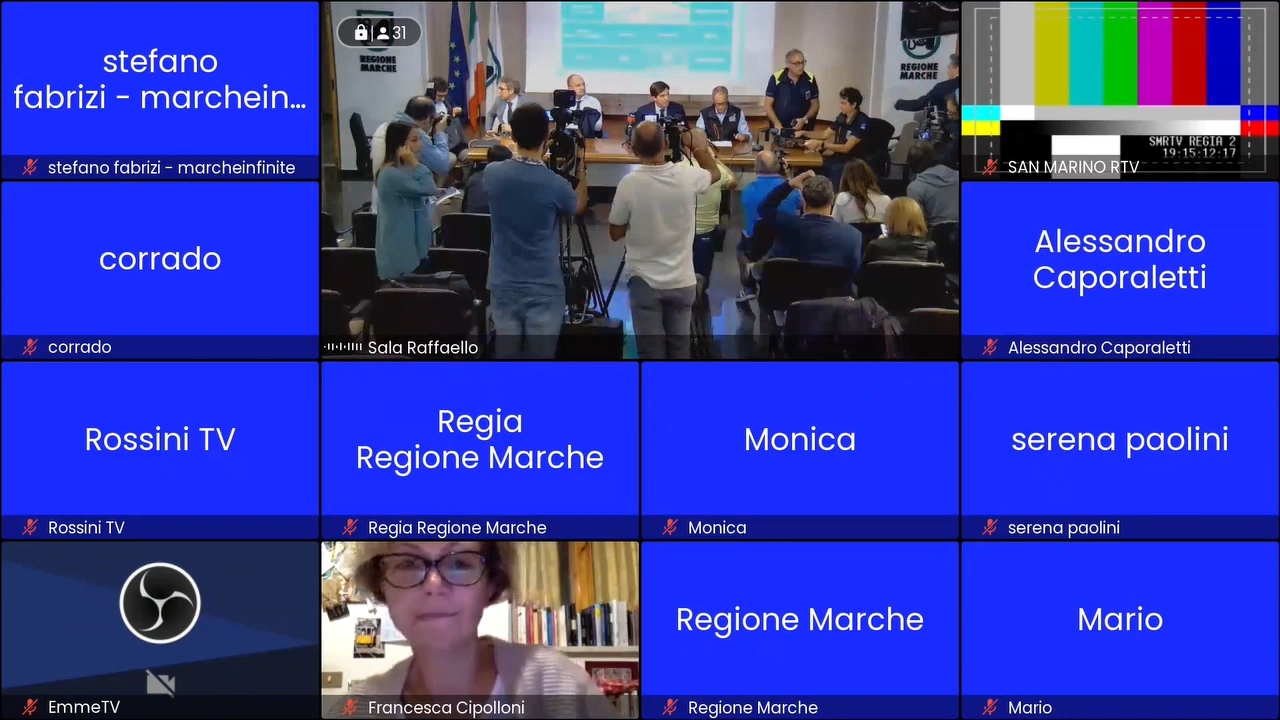 stefano
fabrizi - marchein...
stefano fabrizi - marcheinfinite
31
REGIONE
MARCHE
REGIONE
MARCHE
Sala Raffaello
SMRTV REGIA 2
19:15:12:17
SAN MARINO RTV
corrado
corrado
Alessandro
Caporaletti
Alessandro Caporaletti
Rossini TV
Rossini TV
Regia
Regione Marche
Regia Regione Marche
Monica
Monica
serena paolini
serena paolini
EmmeTV
Francesca Cipolloni
Regione Marche
Regione Marche
Mario
Mario